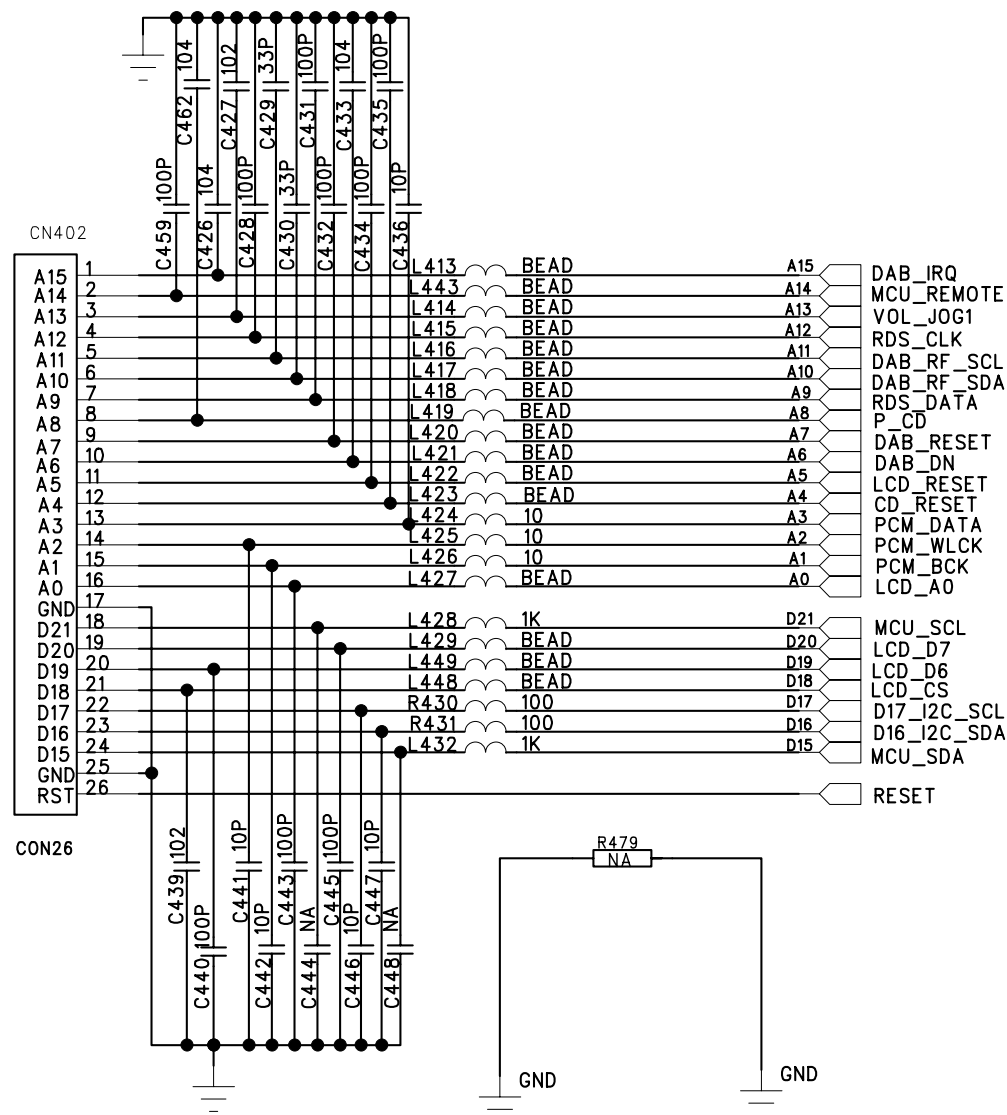 104
102
33P
100P
104
100P
C462
C427
C429
C431
C433
C435
100P
104
100P
33P
100P
100P
10P
C459
C426
C428
C430
C432
C434
C436
CN402
A15 1 L413 BEAD A15 DAB_IRQ
A14 2 L443 BEAD A14 MCU_REMOTE
A13 3 L414 BEAD A13 VOL_JOG1
A12 4 L415 BEAD A12 RDS_CLK
A11 5 L416 BEAD A11 DAB_RF_SCL
A10 6 L417 BEAD A10 DAB_RF_SDA
A9 7 L418 BEAD A9 RDS_DATA
A8 8 L419 BEAD A8 P_CD
A7 9 L420 BEAD A7 DAB_RESET
A6 10 L421 BEAD A6 DAB_DN
A5 11 L422 BEAD A5 LCD_RESET
A4 12 L423 BEAD A4 CD_RESET
A3 13 L424 10 A3 PCM_DATA
A2 14 L425 10 A2 PCM_WLCK
A1 15 L426 10 A1 PCM_BCK
A0 16 L427 BEAD A0 LCD_A0
GND 17
D21 18 L428 1K D21 MCU_SCL
D20 19 L429 BEAD D20 LCD_D7
D19 20 L449 BEAD D19 LCD_D6
D18 21 L448 BEAD D18 LCD_CS
D17 22 R430 100 D17 D17_I2C_SCL
D16 23 R431 100 D16 D16_I2C_SDA
D15 24 L432 1K D15 MCU_SDA
GND 25
RST 26 RESET
CON26
102
10P
100P
100P
10P
C439
C441
C443
C445
C447
100P
10P
NA
10P
NA
C440
C442
C444
C446
C448
R479
NA
GND
GND